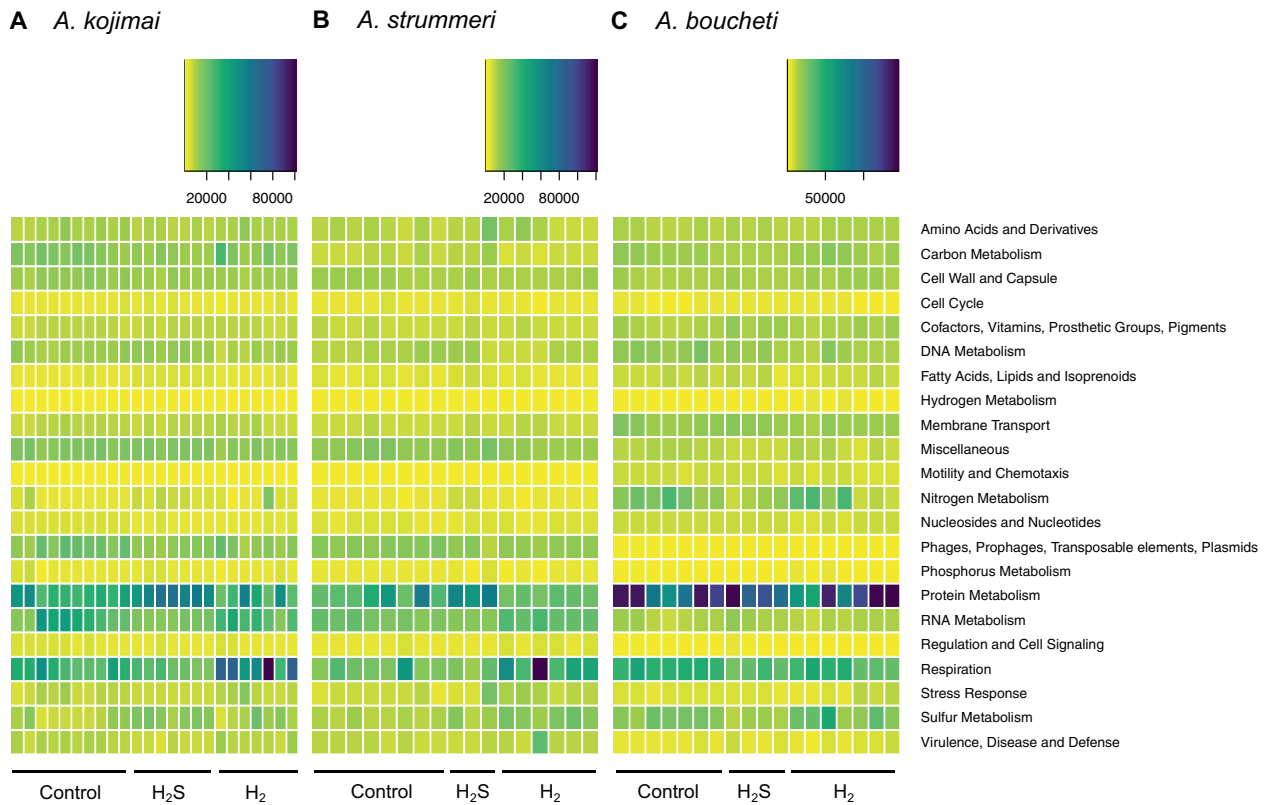 A A. kojimai
B A. strummeri
C A. boucheti
20000 80000
20000 80000
50000
Amino Acids and Derivatives
Carbon Metabolism
Cell Wall and Capsule
Cell Cycle
Cofactors, Vitamins, Prosthetic Groups, Pigments
DNA Metabolism
Fatty Acids, Lipids and Isoprenoids
Hydrogen Metabolism
Membrane Transport
Miscellaneous
Motility and Chemotaxis
Nitrogen Metabolism
Nucleosides and Nucleotides
Phages, Prophages, Transposable elements, Plasmids
Phosphorus Metabolism
Protein Metabolism
RNA Metabolism
Regulation and Cell Signaling
Respiration
Stress Response
Sulfur Metabolism
Virulence, Disease and Defense
Control H₂S H₂
Control H₂S H₂
Control H₂S H₂